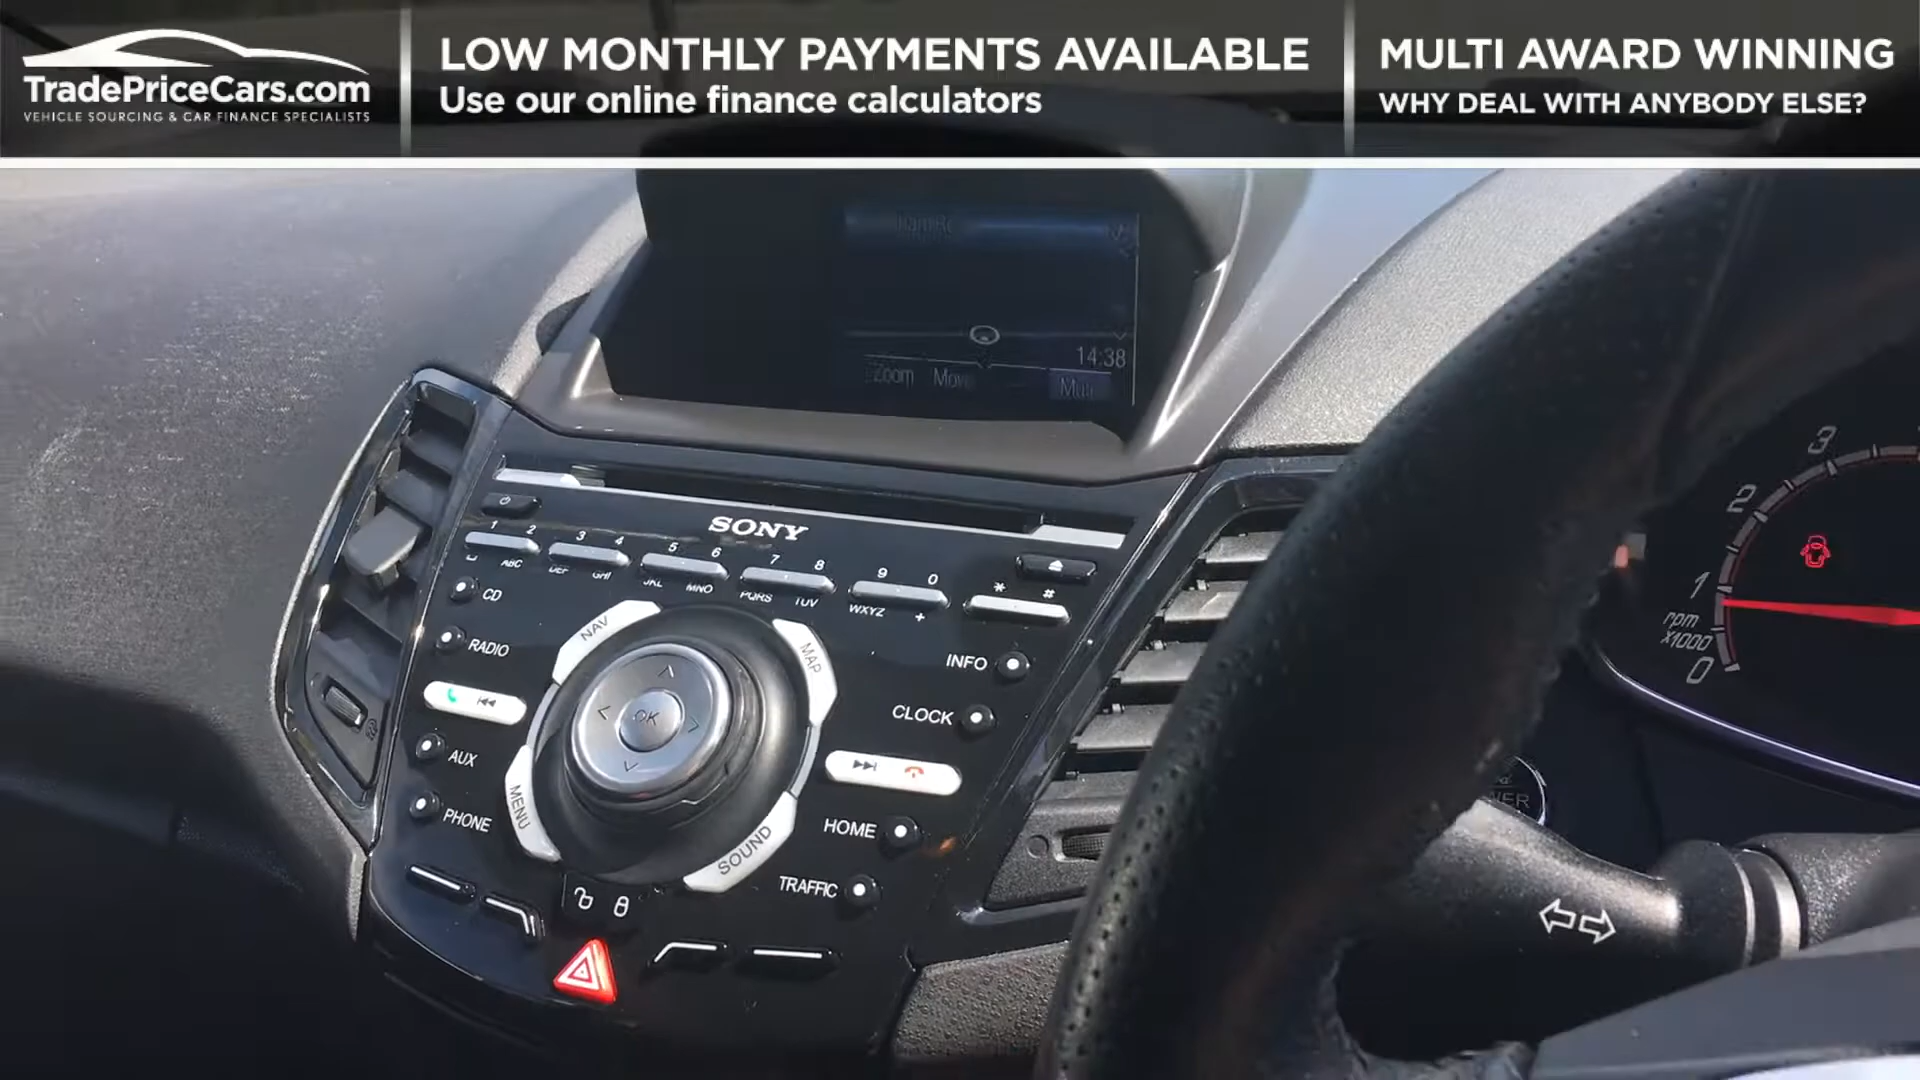 TradePriceCars.com
VEHICLE SOURCING & CAR FINANCE SPECIALISTS
LOW MONTHLY PAYMENTS AVAILABLE
Use our online finance calculators
MULTI AWARD WINNING
WHY DEAL WITH ANYBODY ELSE?
14:38
Zoom Move
SONY
1 2 3 4 5 6 7 8 9 0 * #
ABC DEF GHI JKL MNO PQRS TUV WXYZ +
CD
RADIO
AUX
PHONE
NAV
MAP
OK
MENU
SOUND
INFO
CLOCK
HOME
TRAFFIC
3
2
1
rpm
x1000
0